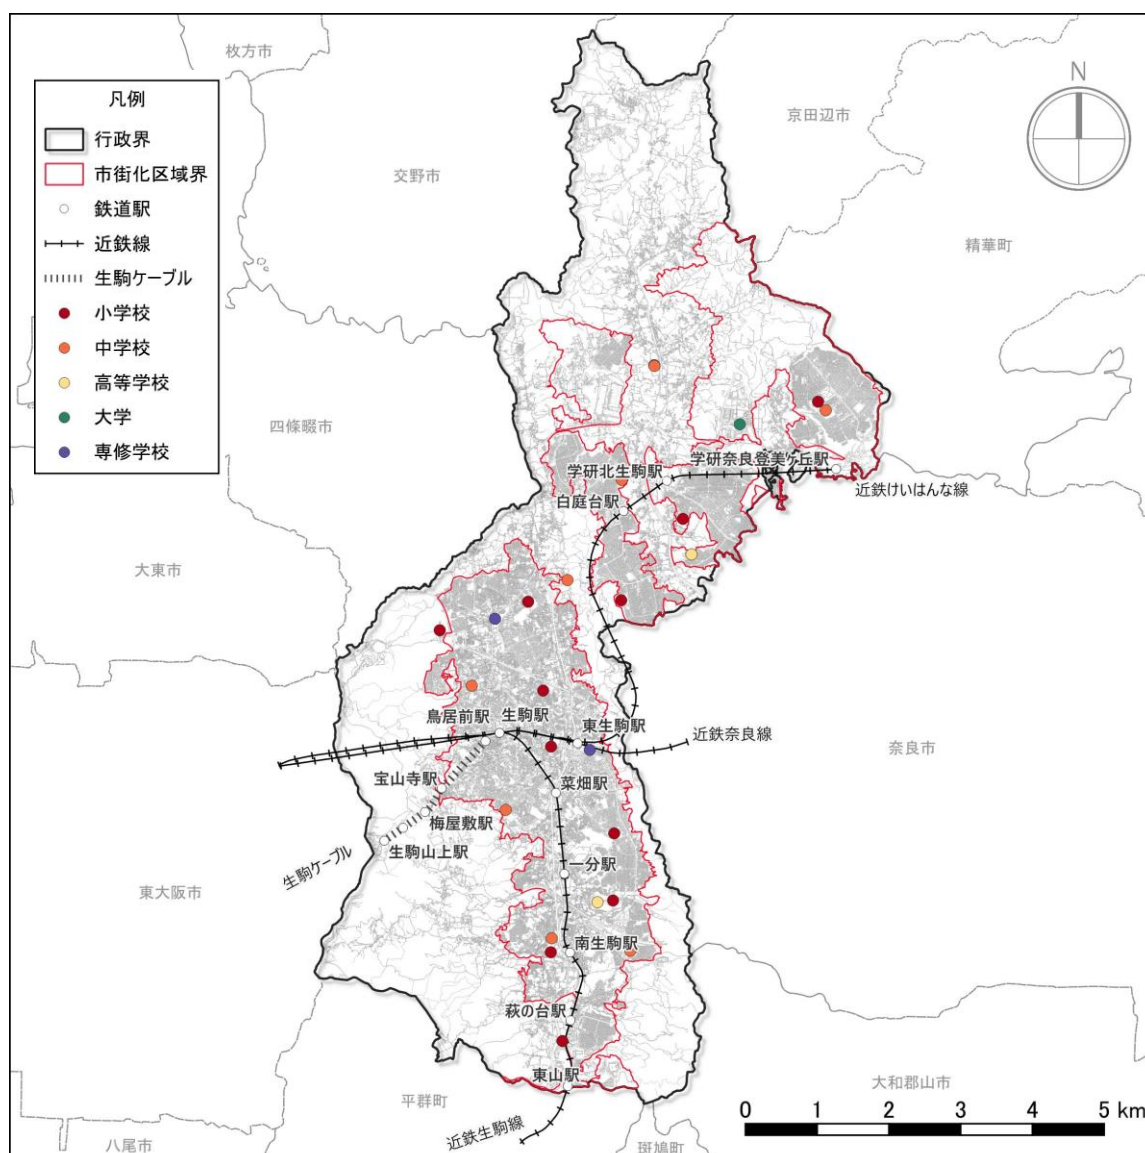 枚方市
凡例
行政界
市街化区域界
鉄道駅
近鉄線
生駒ケーブル
小学校
中学校
高等学校
大学
専修学校
N
京田辺市
交野市
精華町
四條畷市
学研奈良登美ケ丘駅
学研北生駒駅
近鉄けいはんな線
白庭台駅
大東市
鳥居前駅
生駒駅
東生駒駅
近鉄奈良線
奈良市
宝山寺駅
菜畑駅
梅屋敷駅
生駒山上駅
生駒ケーブル
一分駅
東大阪市
南生駒駅
萩の台駅
東山駅
大和郡山市
平群町
0 1 2 3 4 5 km
近鉄生駒線
八尾市
斑鳩町